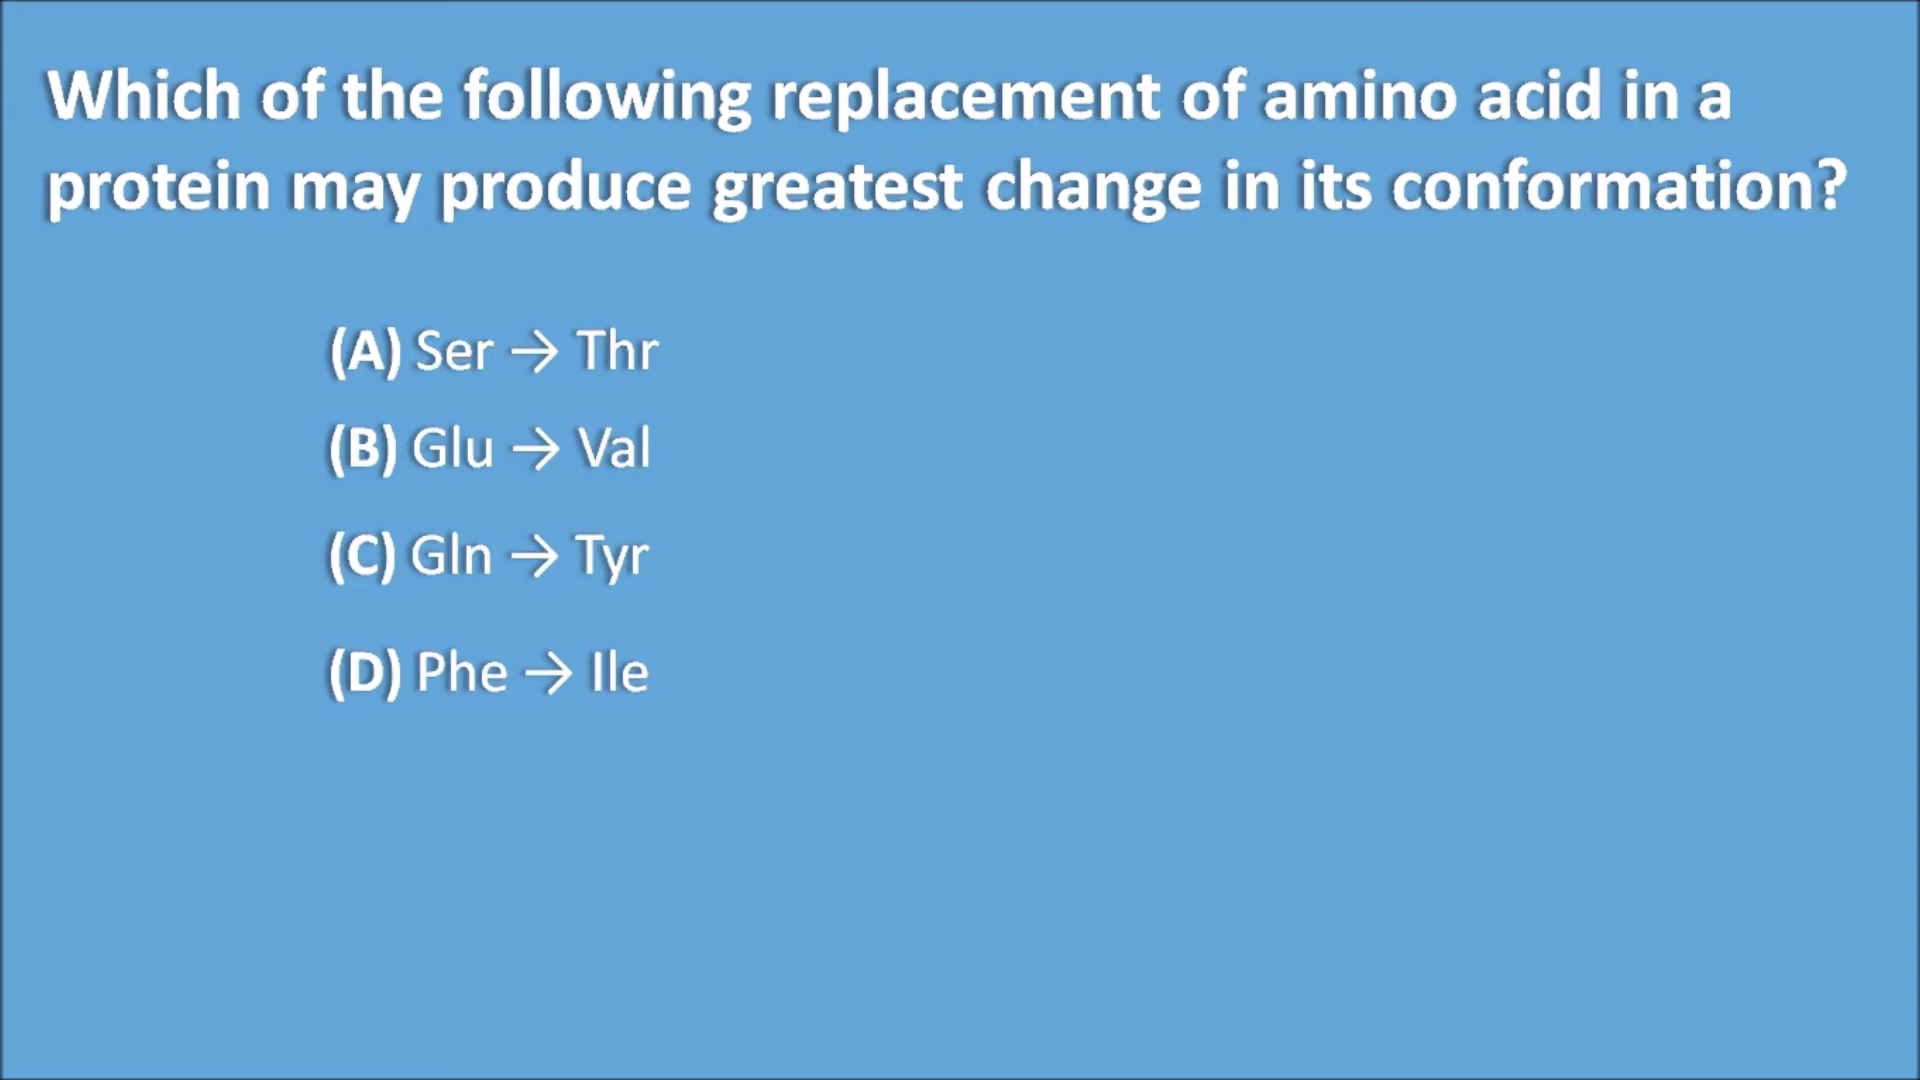 Which of the following replacement of amino acid in a
protein may produce greatest change in its conformation?
(A) Ser → Thr
(B) Glu → Val
(C) Gln → Tyr
(D) Phe → Ile